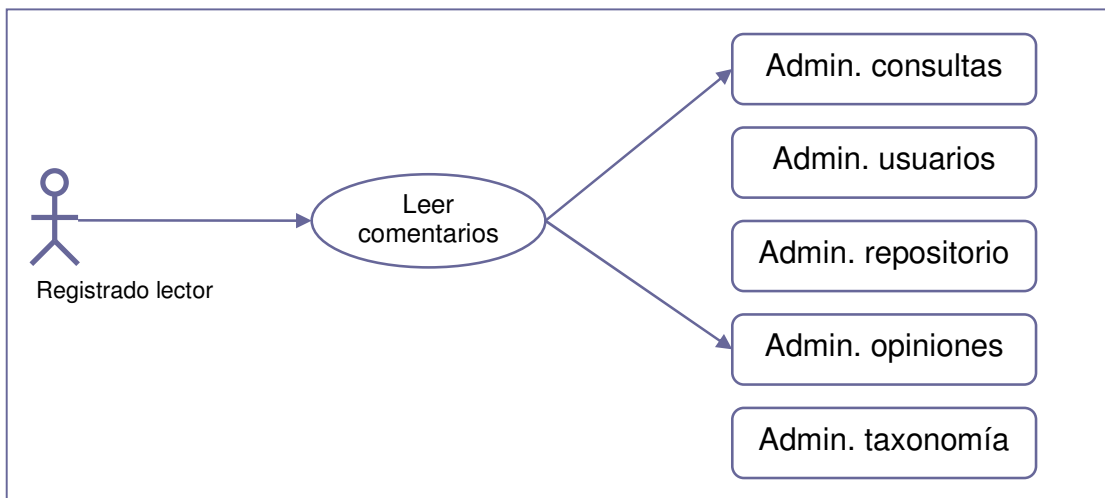 Admin. consultas
Admin. usuarios
Leer
comentarios
Admin. repositorio
Registrado lector
Admin. opiniones
Admin. taxonomía